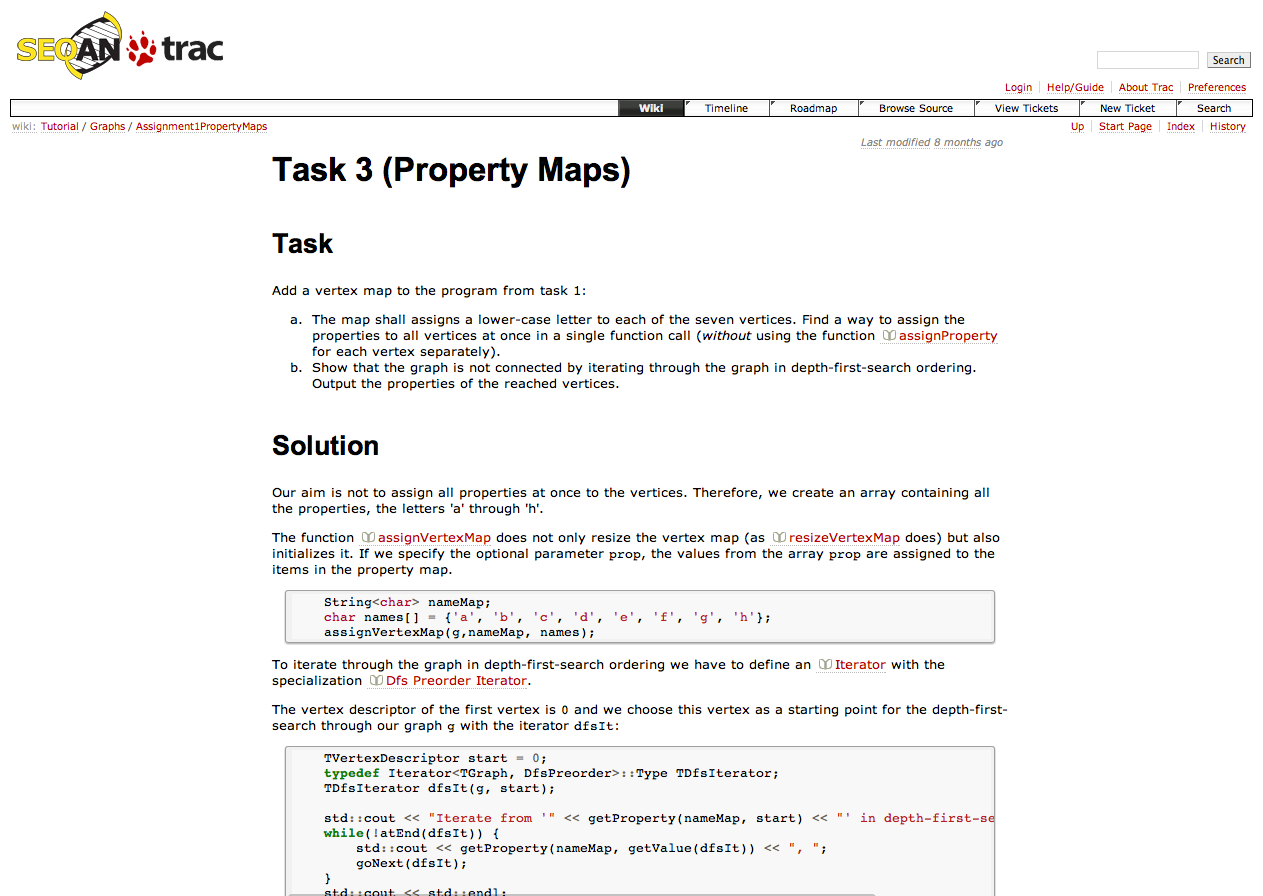 SEQAN trac
Search
Login Help/Guide About Trac Preferences
Wiki Timeline Roadmap Browse Source View Tickets New Ticket Search
wiki: Tutorial / Graphs / Assignment1PropertyMaps
Up Start Page Index History
Last modified 8 months ago
Task 3 (Property Maps)
Task
Add a vertex map to the program from task 1:
a. The map shall assigns a lower-case letter to each of the seven vertices. Find a way to assign the
properties to all vertices at once in a single function call (without using the function assignProperty
for each vertex separately).
b. Show that the graph is not connected by iterating through the graph in depth-first-search ordering.
Output the properties of the reached vertices.
Solution
Our aim is not to assign all properties at once to the vertices. Therefore, we create an array containing all
the properties, the letters 'a' through 'h'.
The function assignVertexMap does not only resize the vertex map (as resizeVertexMap does) but also
initializes it. If we specify the optional parameter prop, the values from the array prop are assigned to the
items in the property map.
String<char> nameMap;
char names[] = {'a', 'b', 'c', 'd', 'e', 'f', 'g', 'h'};
assignVertexMap(g,nameMap, names);
To iterate through the graph in depth-first-search ordering we have to define an Iterator with the
specialization Dfs Preorder Iterator.
The vertex descriptor of the first vertex is 0 and we choose this vertex as a starting point for the depth-first-
search through our graph g with the iterator dfsIt:
TVertexDescriptor start = 0;
typedef Iterator<TGraph, DfsPreorder>::Type TDfsIterator;
TDfsIterator dfsIt(g, start);
std::cout << "Iterate from '" << getProperty(nameMap, start) << "' in depth-first-se
while(!atEnd(dfsIt)) {
std::cout << getProperty(nameMap, getValue(dfsIt)) << ", ";
goNext(dfsIt);
}
std::cout << std::endl;